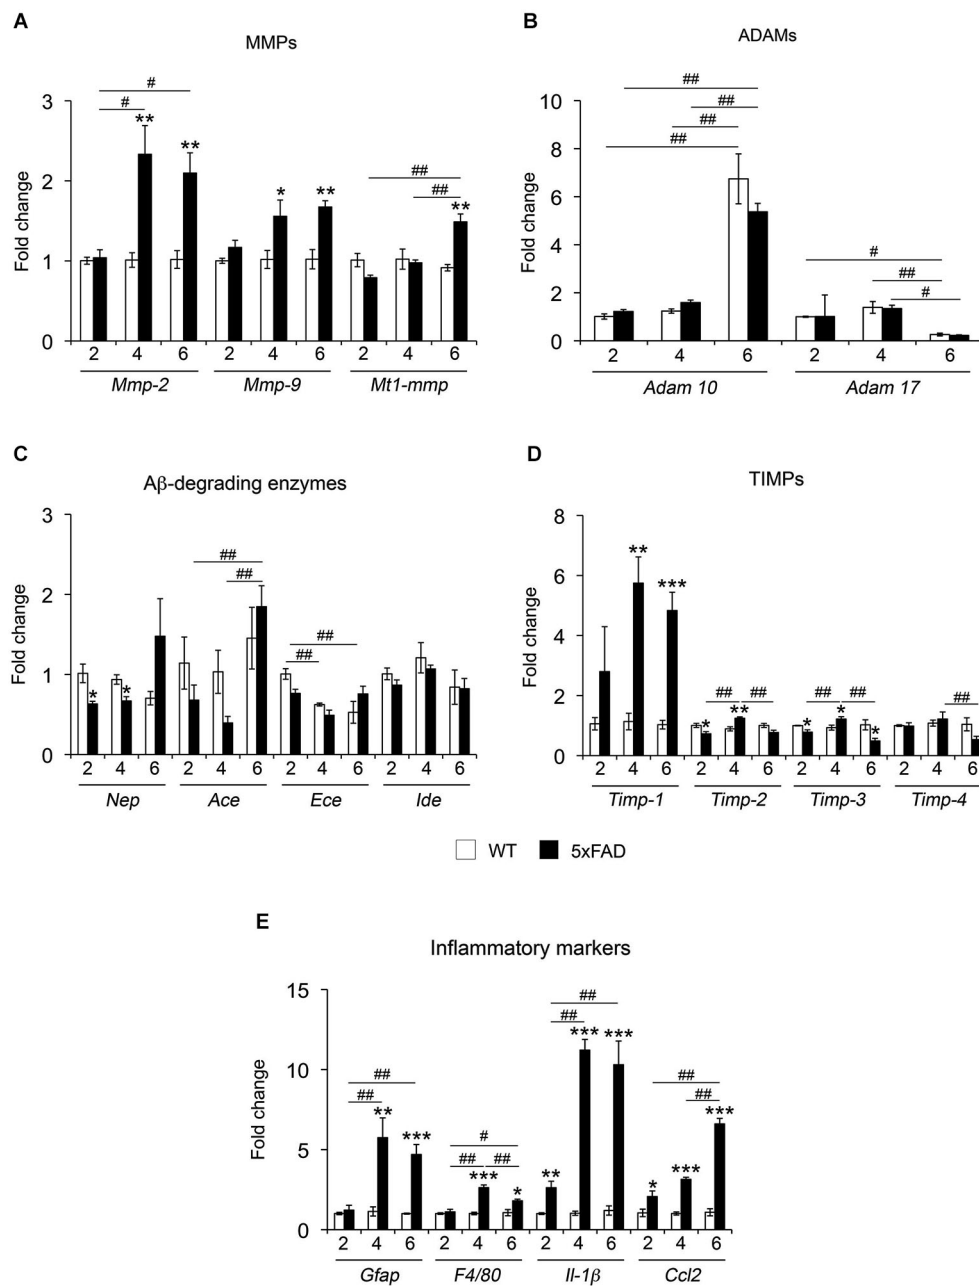 A
MMPs
Fold change
3
2
1
0
#
#
**
**
*
**
##
##
**
2 4 6 2 4 6 2 4 6
Mmp-2 Mmp-9 Mt1-mmp
B
ADAMs
Fold change
10
8
6
4
2
0
##
##
##
##
#
##
#
2 4 6 2 4 6
Adam 10 Adam 17
C
Aβ-degrading enzymes
Fold change
3
2
1
0
*
*
##
##
##
##
2 4 6 2 4 6 2 4 6 2 4 6
Nep Ace Ece Ide
D
TIMPs
Fold change
8
6
4
2
0
**
***
## ##
* **
## ##
* * *
##
2 4 6 2 4 6 2 4 6 2 4 6
Timp-1 Timp-2 Timp-3 Timp-4
WT 5xFAD
E
Inflammatory markers
Fold change
15
10
5
0
##
##
**
***
#
## ##
***
*
##
##
**
***
***
##
##
*
***
***
2 4 6 2 4 6 2 4 6 2 4 6
Gfap F4/80 Il-1β Ccl2